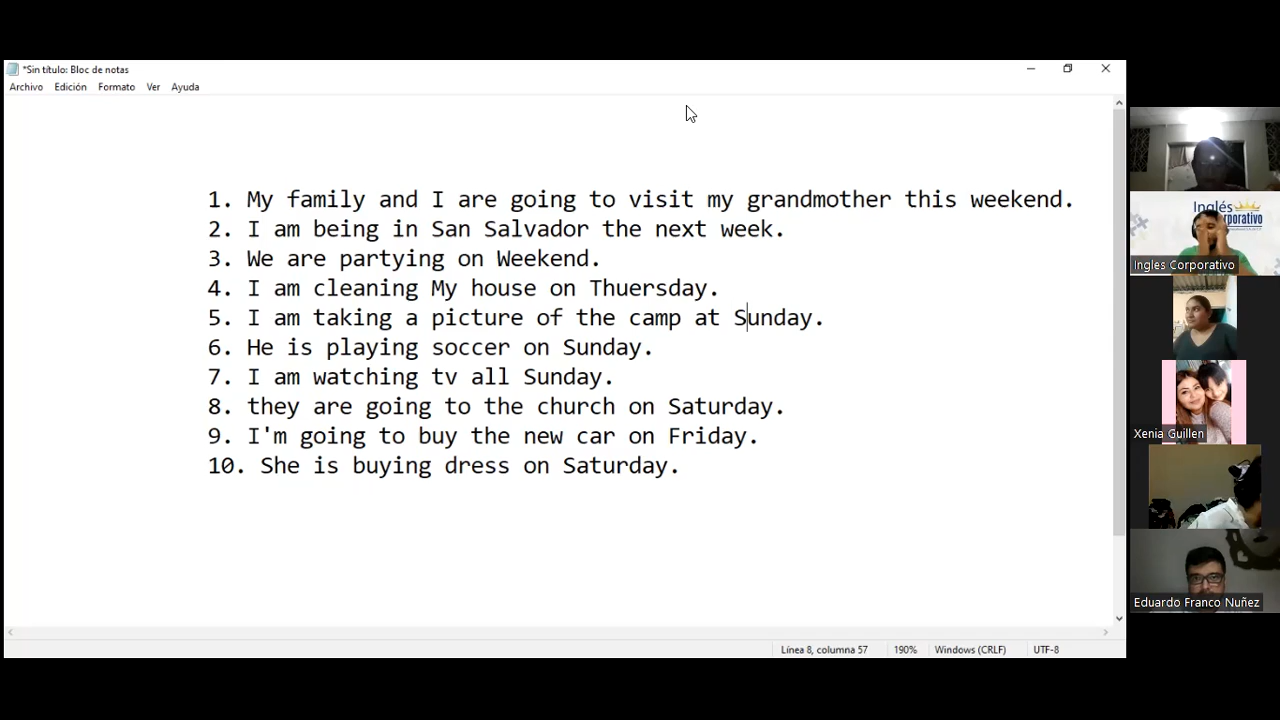 *Sin título: Bloc de notas
Archivo Edición Formato Ver Ayuda
1. My family and I are going to visit my grandmother this weekend.
2. I am being in San Salvador the next week.
3. We are partying on Weekend.
4. I am cleaning My house on Thuersday.
5. I am taking a picture of the camp at Sunday.
6. He is playing soccer on Sunday.
7. I am watching tv all Sunday.
8. they are going to the church on Saturday.
9. I'm going to buy the new car on Friday.
10. She is buying dress on Saturday.
Línea 8, columna 57 190% Windows (CRLF) UTF-8
Inglés
Ingles Corporativo
Xenia Guillen
Eduardo Franco Nuñez